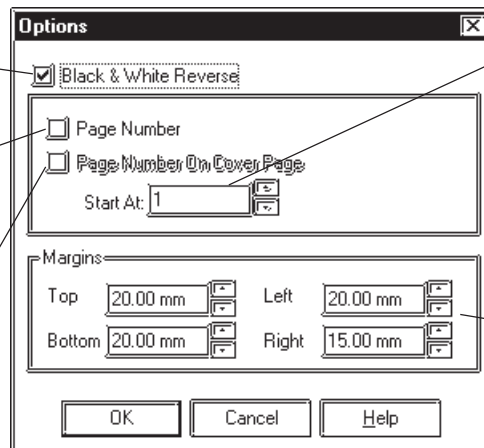 Options
Black & White Reverse
Page Number
Page Number On Cover Page
Start At: 1
Margins
Top 20.00 mm Left 20.00 mm
Bottom 20.00 mm Right 15.00 mm
OK Cancel Help